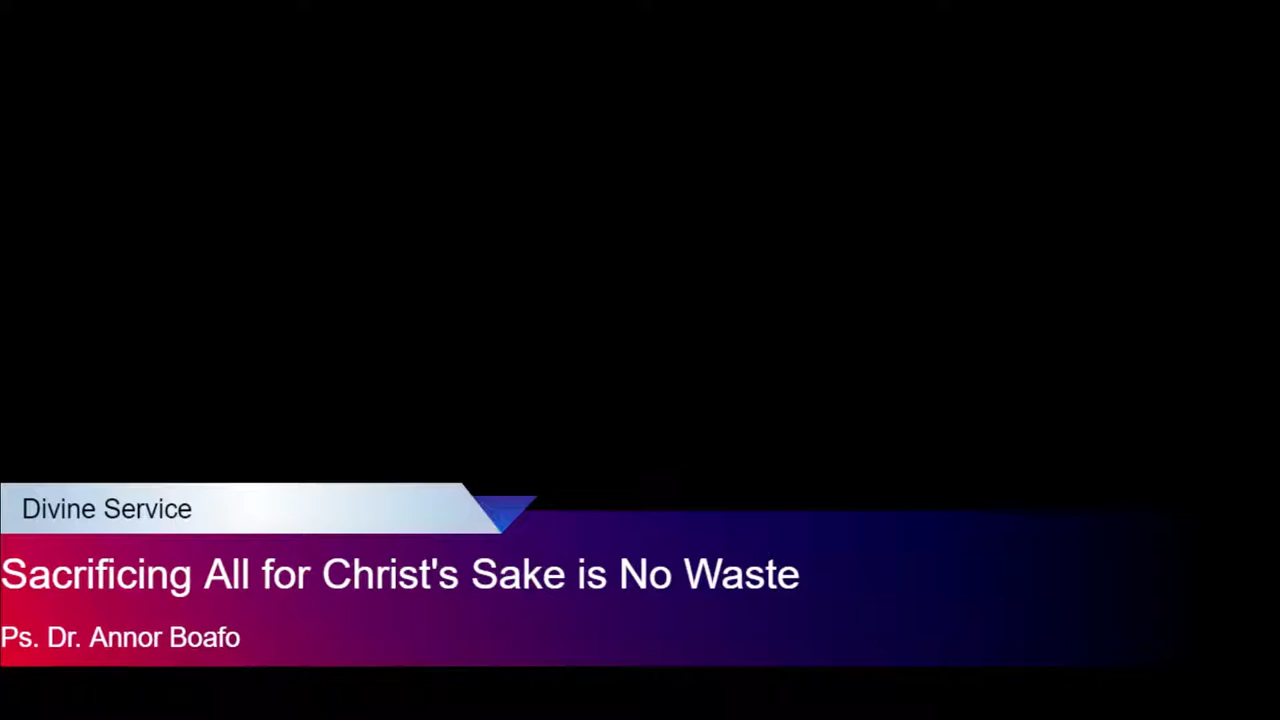 Divine Service
Sacrificing All for Christ's Sake is No Waste
Ps. Dr. Annor Boafo